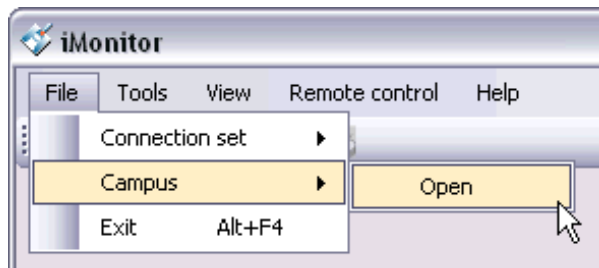 iMonitor
File Tools View Remote control Help
Connection set
Campus Open
Exit Alt+F4